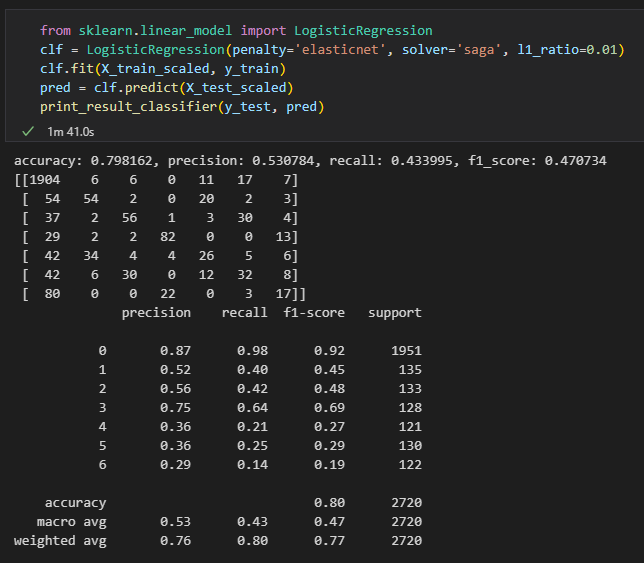 from sklearn.linear_model import LogisticRegression
clf = LogisticRegression(penalty='elasticnet', solver='saga', l1_ratio=0.01)
clf.fit(X_train_scaled, y_train)
pred = clf.predict(X_test_scaled)
print_result_classifier(y_test, pred)
✓ 1m 41.0s
accuracy: 0.798162, precision: 0.530784, recall: 0.433995, f1_score: 0.470734
[[1904    6    6    0   11   17    7]
 [  54   54    2    0   20    2    3]
 [  37    2   56    1    3   30    4]
 [  29    2    2   82    0    0   13]
 [  42   34    4    4   26    5    6]
 [  42    6   30    0   12   32    8]
 [  80    0    0   22    0    3   17]]
              precision    recall  f1-score   support
           0       0.87      0.98      0.92      1951
           1       0.52      0.40      0.45       135
           2       0.56      0.42      0.48       133
           3       0.75      0.64      0.69       128
           4       0.36      0.21      0.27       121
           5       0.36      0.25      0.29       130
           6       0.29      0.14      0.19       122
    accuracy                           0.80      2720
   macro avg       0.53      0.43      0.47      2720
weighted avg       0.76      0.80      0.77      2720